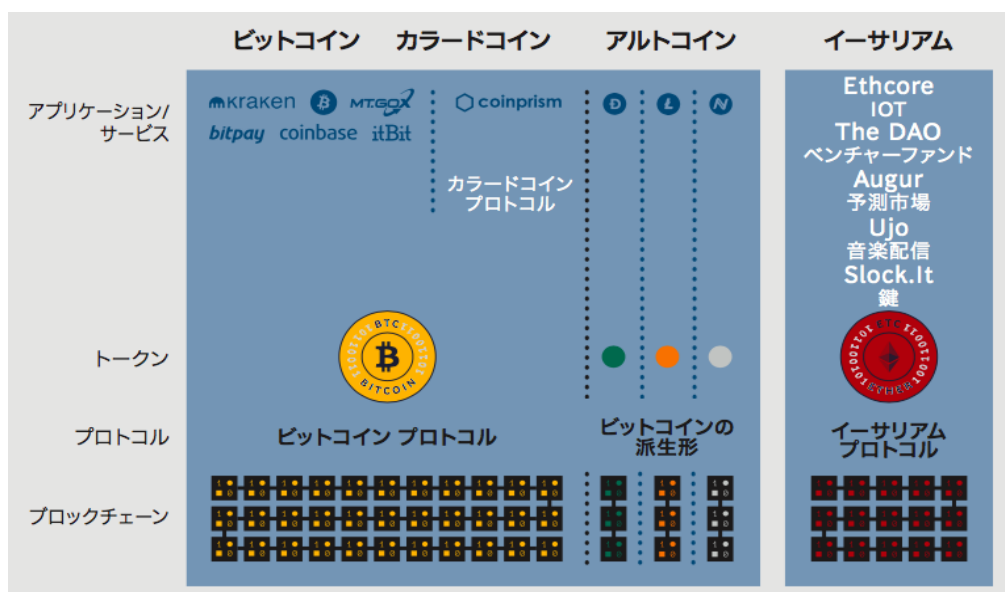 ビットコイン カラードコイン アルトコイン イーサリアム
アプリケーション/
サービス
kraken MT.GOX
bitpay coinbase itBit
coinprism
カラードコイン
プロトコル
Ethcore
IOT
The DAO
ベンチャーファンド
Augur
予測市場
Ujo
音楽配信
Slock.It
鍵
トークン
BTC
BITCOIN
ETC
ETHER
プロトコル
ビットコイン プロトコル
ビットコインの
派生形
イーサリアム
プロトコル
ブロックチェーン